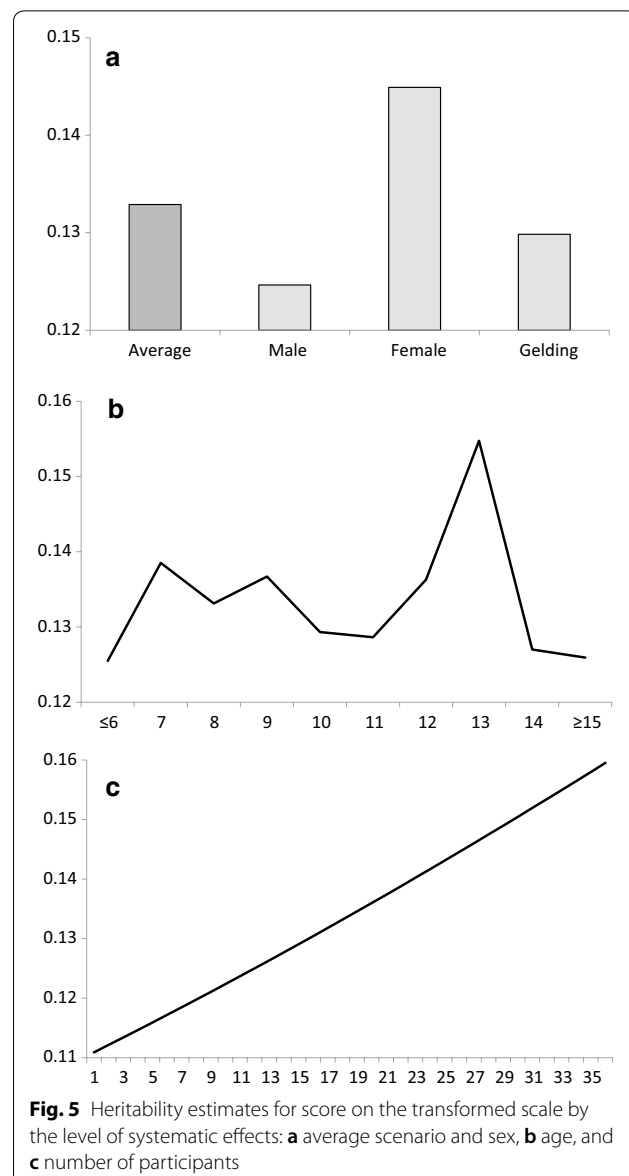 0.15
a
0.14
0.13
0.12
Average Male Female Gelding
0.16
b
0.15
0.14
0.13
0.12
≤6 7 8 9 10 11 12 13 14 ≥15
0.16
c
0.15
0.14
0.13
0.12
0.11
1 3 5 7 9 11 13 15 17 19 21 23 25 27 29 31 33 35
Fig. 5 Heritability estimates for score on the transformed scale by
the level of systematic effects: a average scenario and sex, b age, and
c number of participants